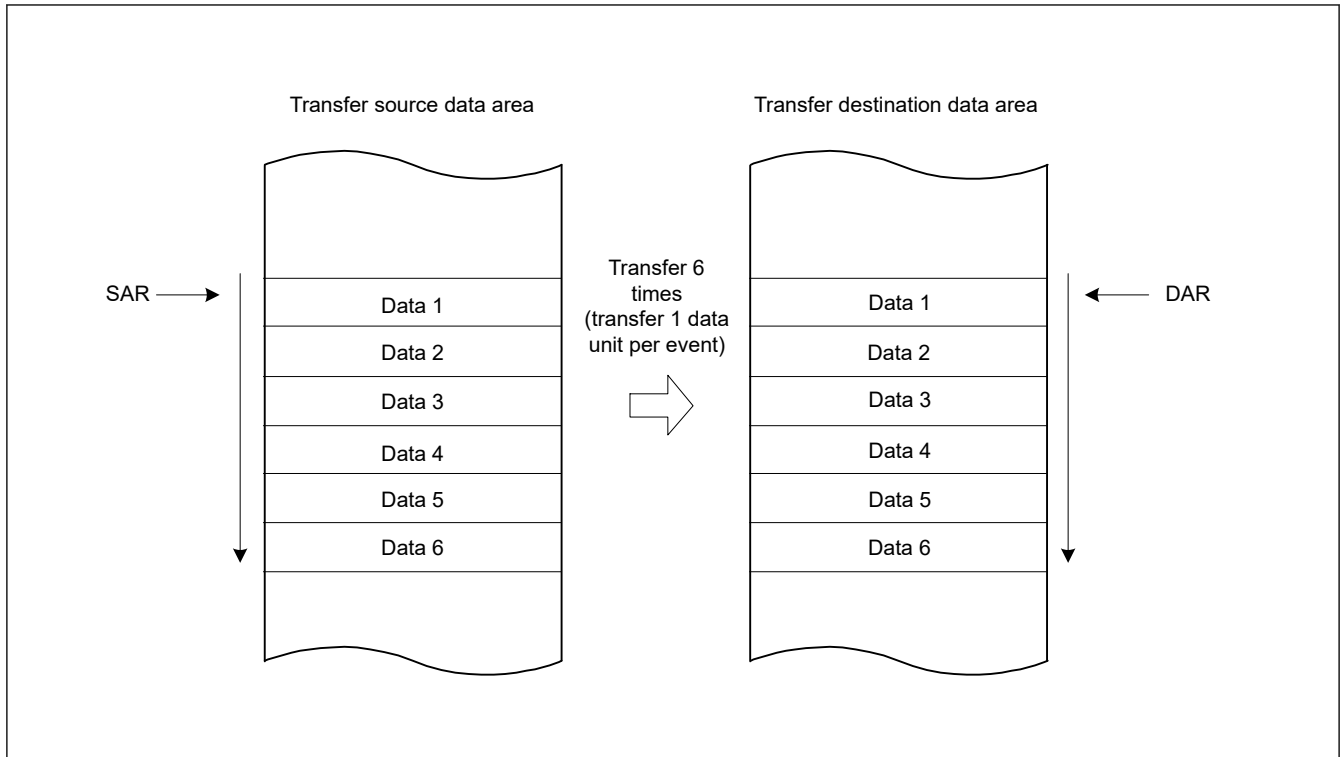 Transfer source data area
Transfer destination data area
SAR
Data 1
Data 2
Data 3
Data 4
Data 5
Data 6
Transfer 6
times
(transfer 1 data
unit per event)
Data 1
Data 2
Data 3
Data 4
Data 5
Data 6
DAR